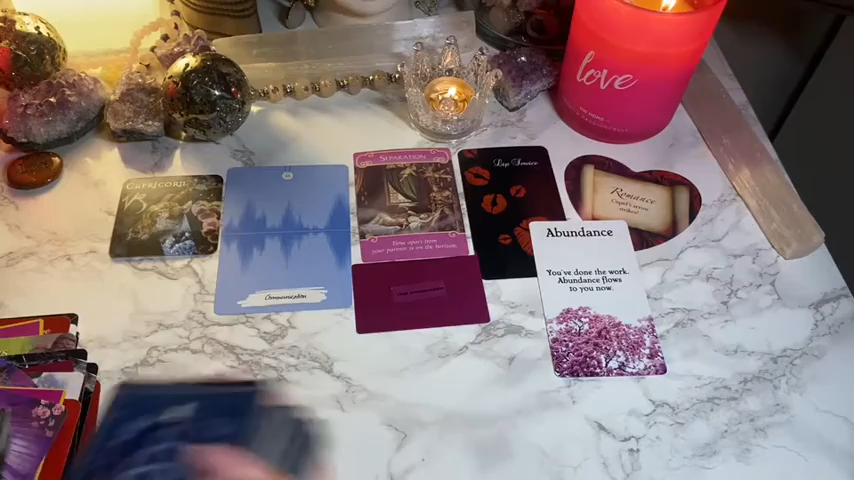 CAPRICORN
Communication
SEPARATION
Time apart from
your partner is on the horizon.
Lip Service
Romance
Cupid's arrow
strikes!
Abundance
You've done the work.
Abundance flows
to you now.
love